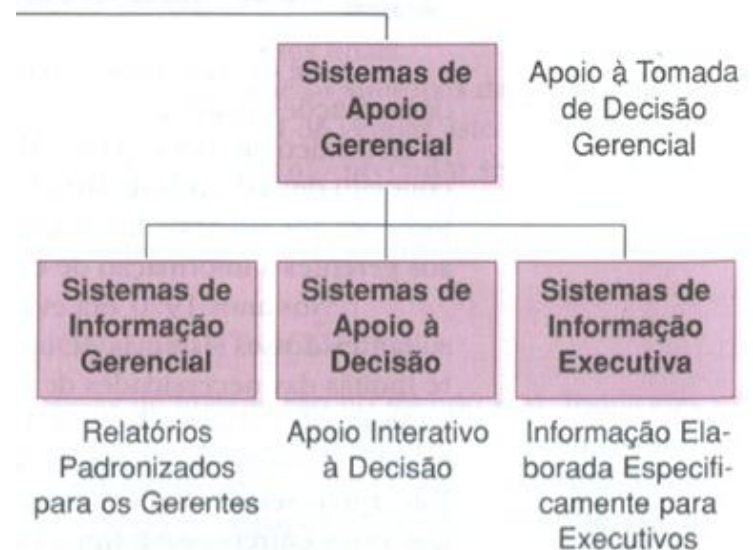 Sistemas de
Apoio
Gerencial
Apoio à Tomada
de Decisão
Gerencial
Sistemas de
Informação
Gerencial
Sistemas de
Apoio à
Decisão
Sistemas de
Informação
Executiva
Relatórios
Padronizados
para os Gerentes
Apoio Interativo
à Decisão
Informação Ela-
borada Especifi-
camente para
Executivos